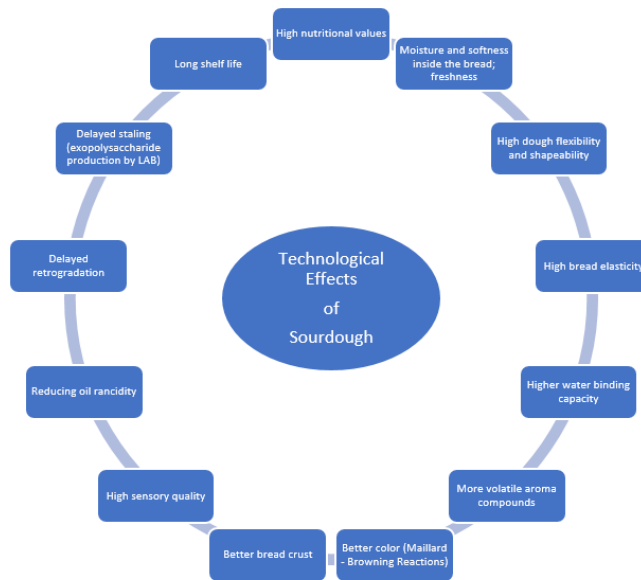 High nutritional values
Moisture and softness
inside the bread;
freshness
High dough flexibility
and shapeability
High bread elasticity
Higher water binding
capacity
More volatile aroma
compounds
Better color (Maillard
- Browning Reactions)
Better bread crust
High sensory quality
Reducing oil rancidity
Delayed
retrogradation
Delayed staling
(exopolysaccharide
production by LAB)
Long shelf life
Technological
Effects
of
Sourdough